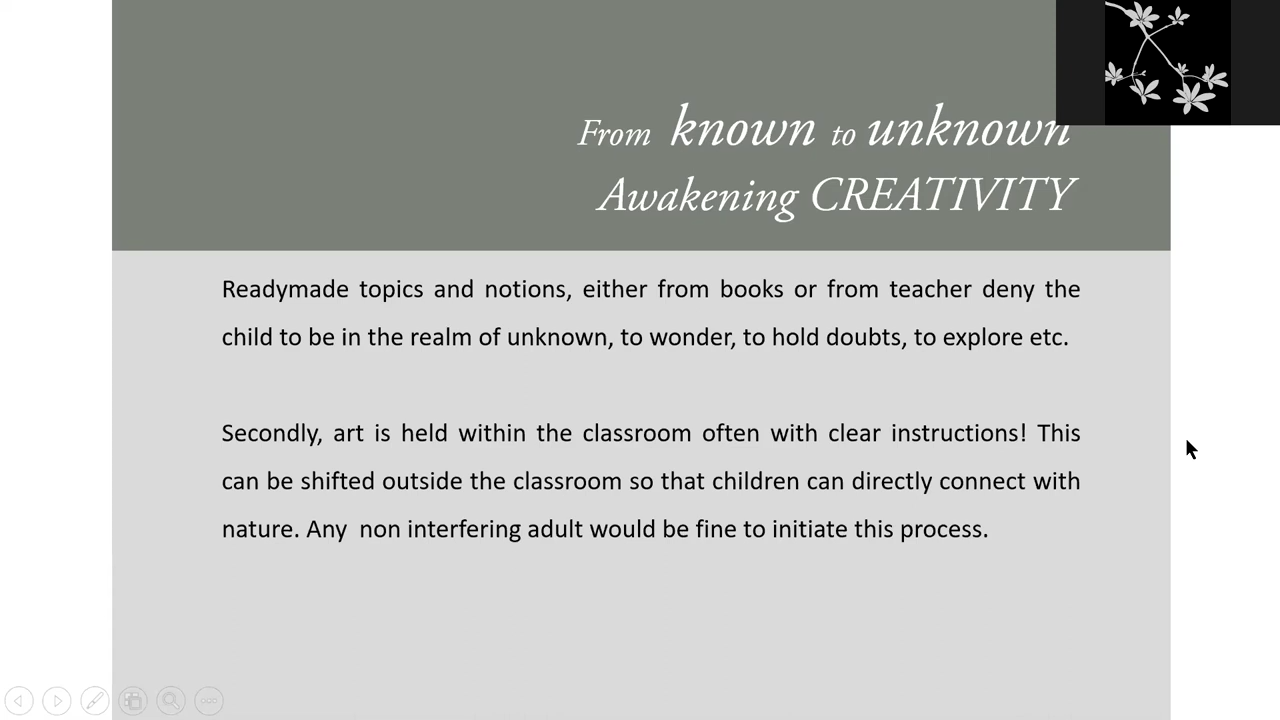 From known to unknown
Awakening CREATIVITY
Readymade topics and notions, either from books or from teacher deny the
child to be in the realm of unknown, to wonder, to hold doubts, to explore etc.
Secondly, art is held within the classroom often with clear instructions! This
can be shifted outside the classroom so that children can directly connect with
nature. Any non interfering adult would be fine to initiate this process.